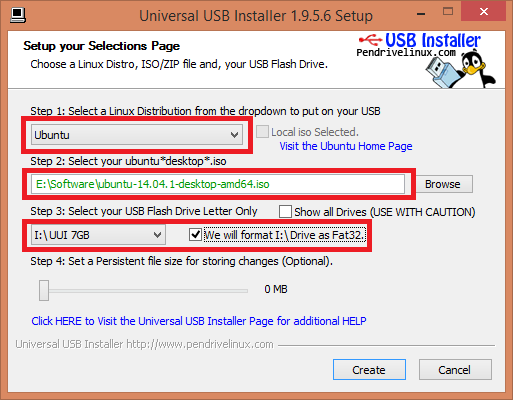 Universal USB Installer 1.9.5.6 Setup
Setup your Selections Page
Choose a Linux Distro, ISO/ZIP file and, your USB Flash Drive.
USB Installer
Pendrivelinux.com
Step 1: Select a Linux Distribution from the dropdown to put on your USB
Ubuntu
Local iso Selected.
Visit the Ubuntu Home Page
Step 2: Select your ubuntu*desktop*.iso
E:\Software\ubuntu-14.04.1-desktop-amd64.iso
Browse
Step 3: Select your USB Flash Drive Letter Only
Show all Drives (USE WITH CAUTION)
I:\ UUI 7GB
We will format I:\ Drive as Fat32.
Step 4: Set a Persistent file size for storing changes (Optional).
0 MB
Click HERE to Visit the Universal USB Installer Page for additional HELP
Universal USB Installer http://www.pendrivelinux.com
Create
Cancel